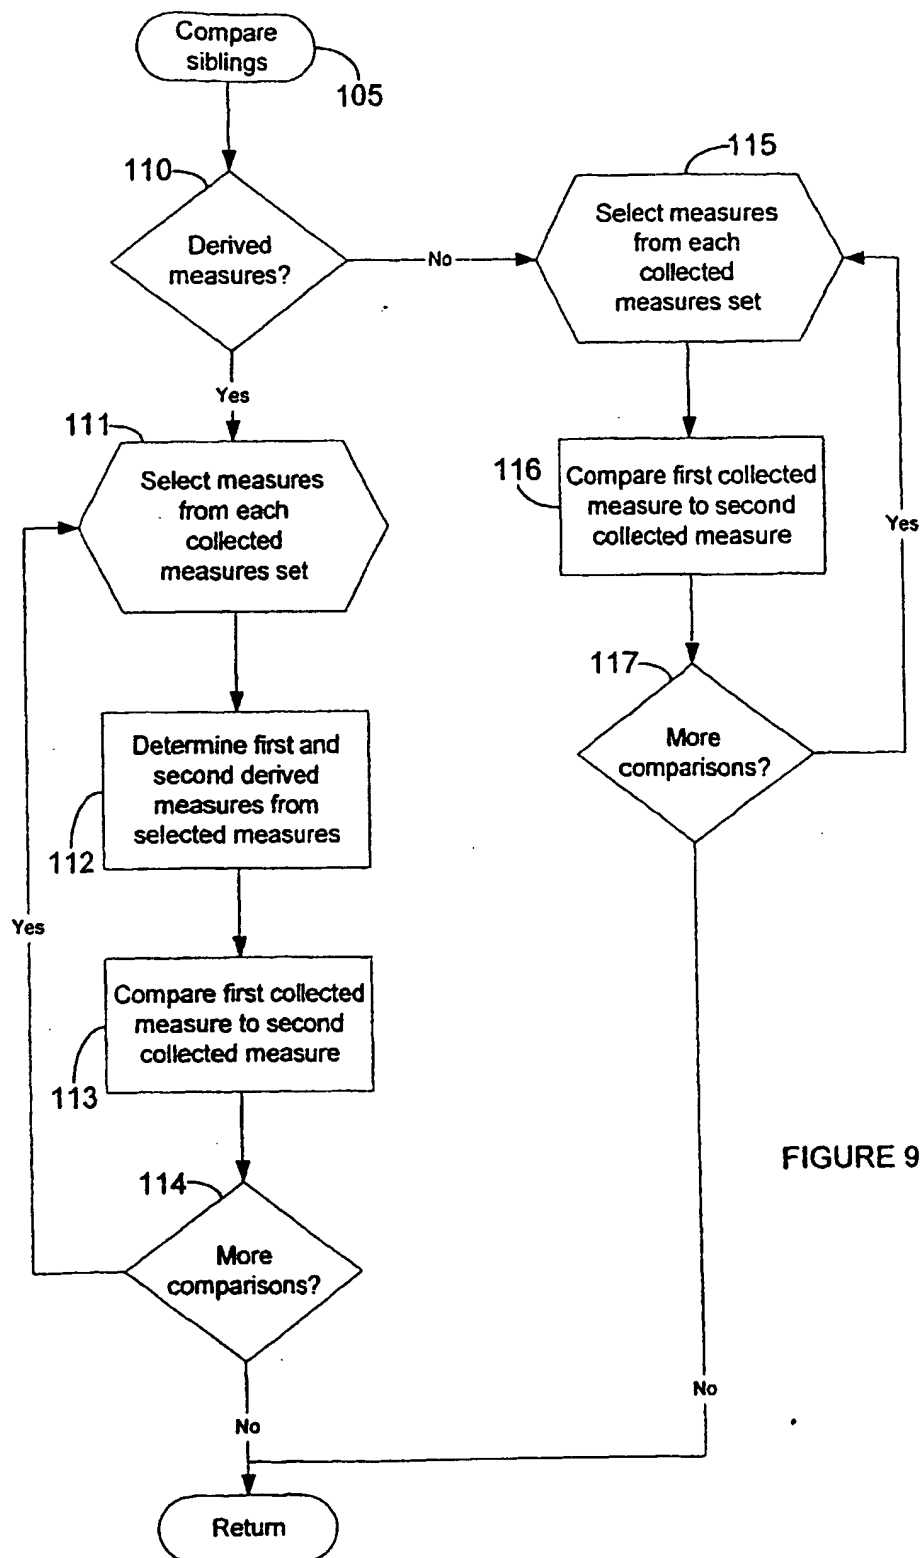 Compare
siblings
105
110
Derived
measures?
No
115
Select measures
from each
collected
measures set
Yes
111
Select measures
from each
collected
measures set
116
Compare first collected
measure to second
collected measure
Yes
117
More
comparisons?
Determine first and
second derived
measures from
selected measures
112
Yes
Compare first collected
measure to second
collected measure
113
FIGURE 9
114
More
comparisons?
No
No
Return